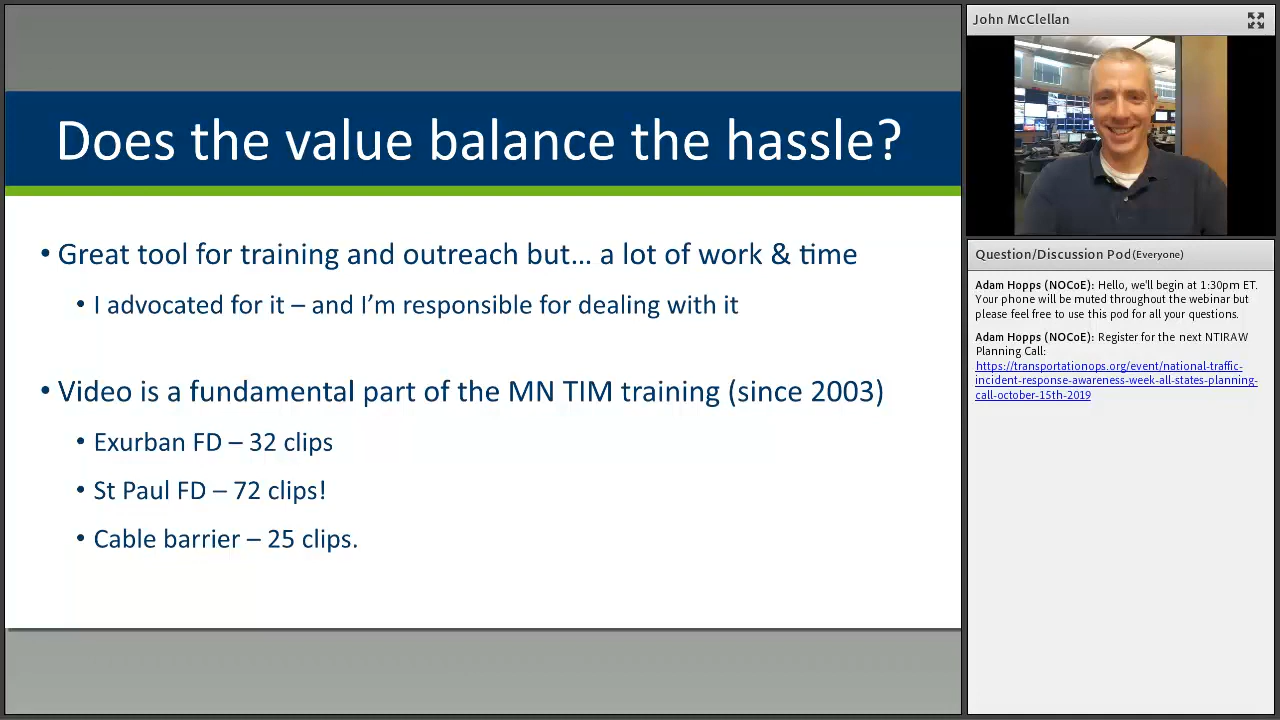 Does the value balance the hassle?
• Great tool for training and outreach but… a lot of work & time
• I advocated for it – and I'm responsible for dealing with it
• Video is a fundamental part of the MN TIM training (since 2003)
• Exurban FD – 32 clips
• St Paul FD – 72 clips!
• Cable barrier – 25 clips.
John McClellan
Question/Discussion Pod (Everyone)
Adam Hopps (NOCoE): Hello, we'll begin at 1:30pm ET.
Your phone will be muted throughout the webinar but
please feel free to use this pod for all your questions.
Adam Hopps (NOCoE): Register for the next NTIRAW
Planning Call:
https://transportationops.org/event/national-traffic-
incident-response-awareness-week-all-states-planning-
call-october-15th-2019